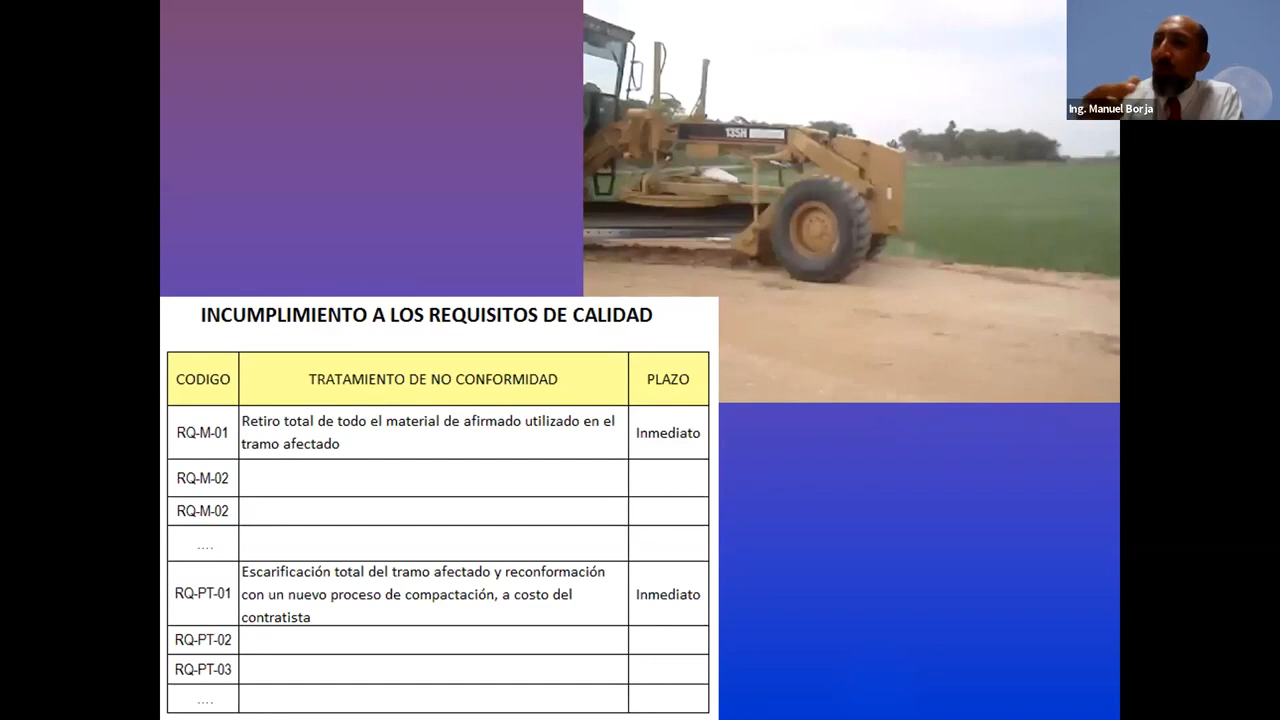 135H
Ing. Manuel Borja
INCUMPLIMIENTO A LOS REQUISITOS DE CALIDAD
CODIGO TRATAMIENTO DE NO CONFORMIDAD PLAZO
RQ-M-01 Retiro total de todo el material de afirmado utilizado en el tramo afectado Inmediato
RQ-M-02
RQ-M-02
....
RQ-PT-01 Escarificación total del tramo afectado y reconformación con un nuevo proceso de compactación, a costo del contratista Inmediato
RQ-PT-02
RQ-PT-03
....